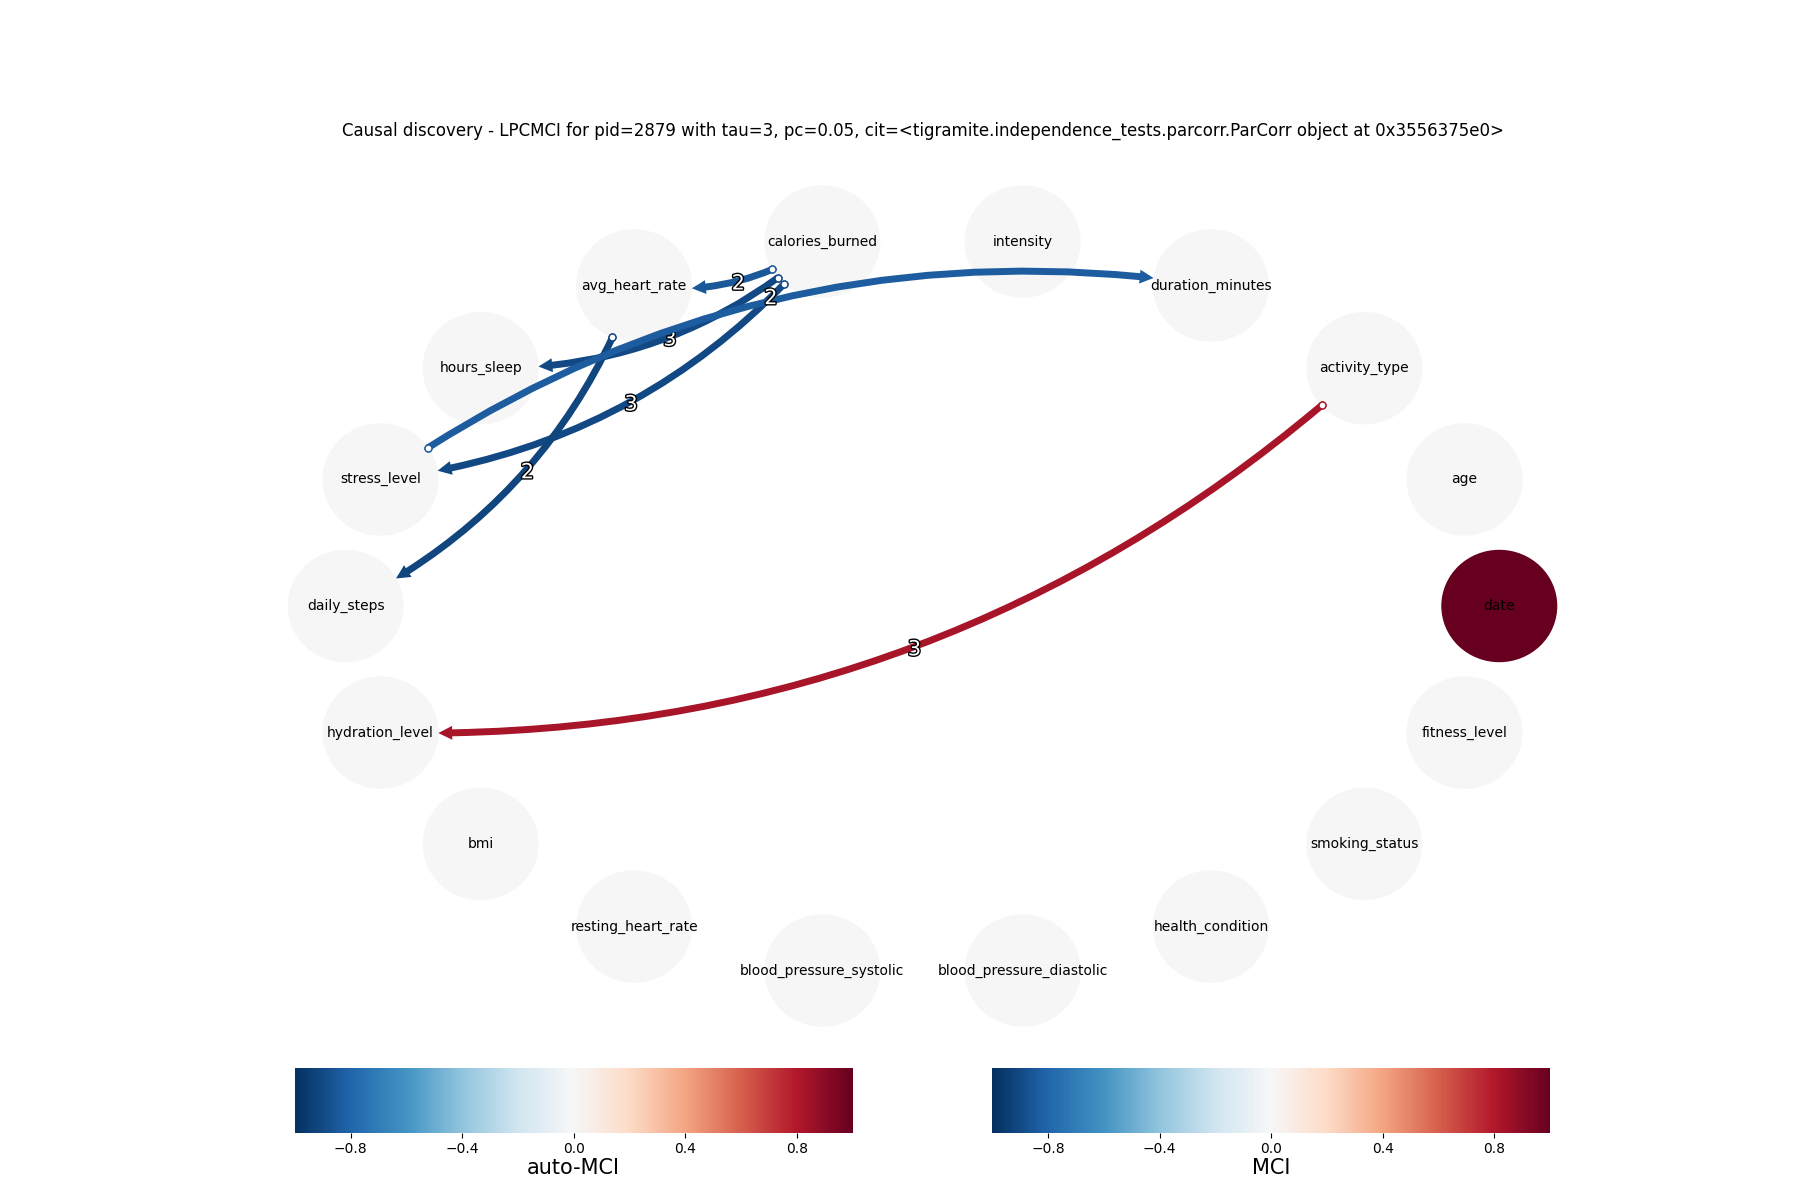 Causal discovery - LPCMCI for pid=2879 with tau=3, pc=0.05, cit=<tigramite.independence_tests.parcorr.ParCorr object at 0x3556375e0>
calories_burned
intensity
avg_heart_rate
2
duration_minutes
2
3
hours_sleep
activity_type
3
stress_level
2
age
daily_steps
date
3
hydration_level
fitness_level
bmi
smoking_status
resting_heart_rate
health_condition
blood_pressure_systolic
blood_pressure_diastolic
−0.8 −0.4 0.0 0.4 0.8
auto-MCI
−0.8 −0.4 0.0 0.4 0.8
MCI